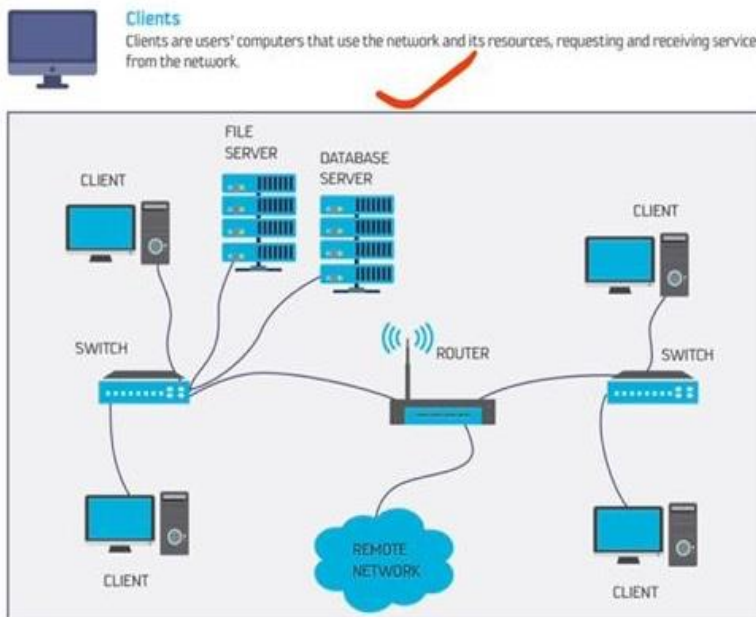 Clients
Clients are users' computers that use the network and its resources, requesting and receiving service
from the network.
FILE
SERVER
DATABASE
SERVER
CLIENT
CLIENT
SWITCH
ROUTER
SWITCH
REMOTE
NETWORK
CLIENT
CLIENT